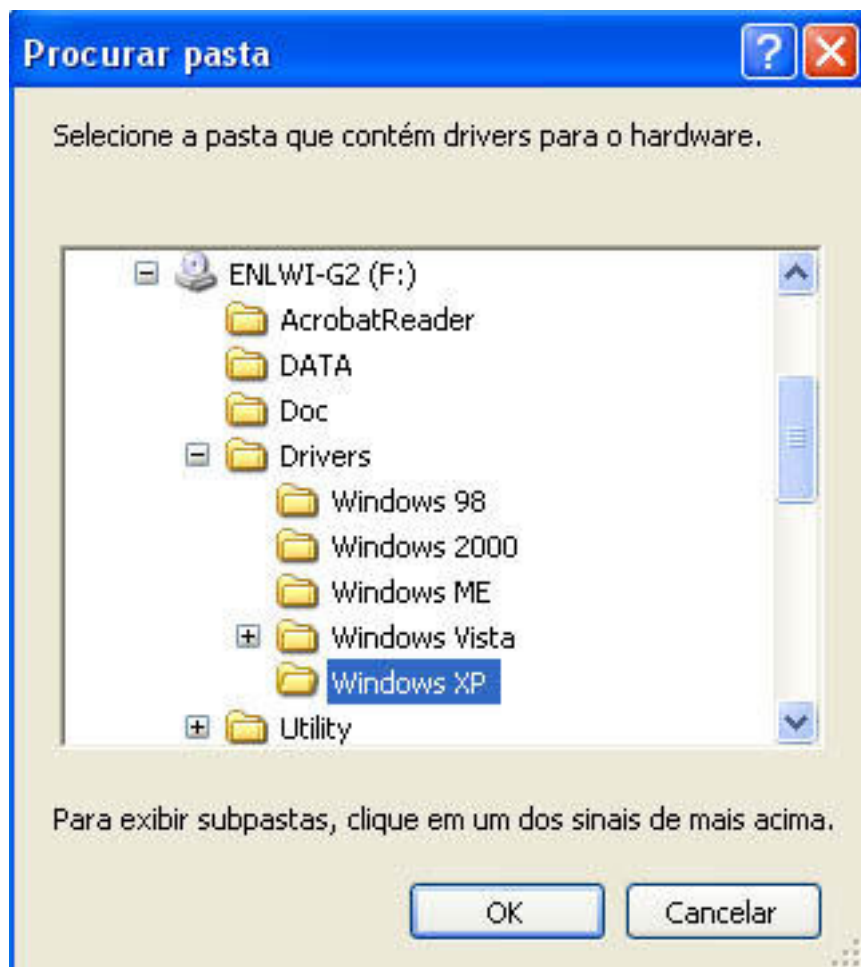 Procurar pasta
Selecione a pasta que contém drivers para o hardware.
ENLWI-G2 (F:)
AcrobatReader
DATA
Doc
Drivers
Windows 98
Windows 2000
Windows ME
Windows Vista
Windows XP
Utility
Para exibir subpastas, clique em um dos sinais de mais acima.
OK
Cancelar